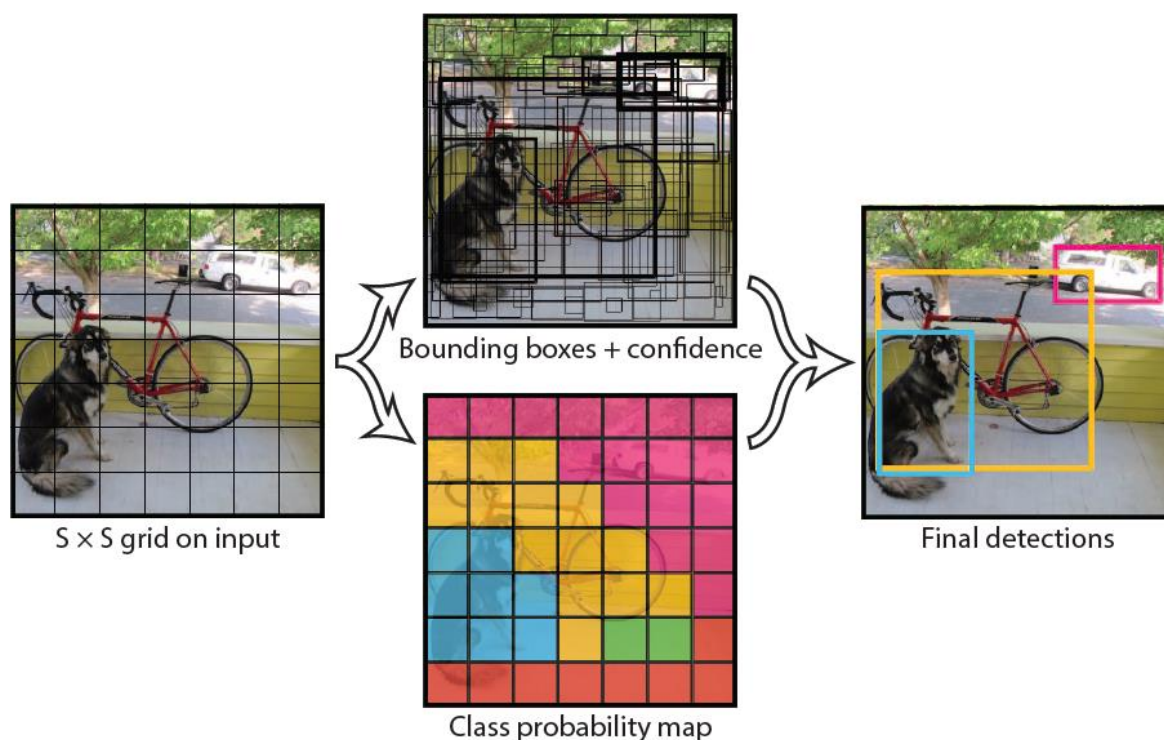 Bounding boxes + confidence
S × S grid on input
Final detections
Class probability map